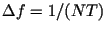 Δf = 1/(NT)